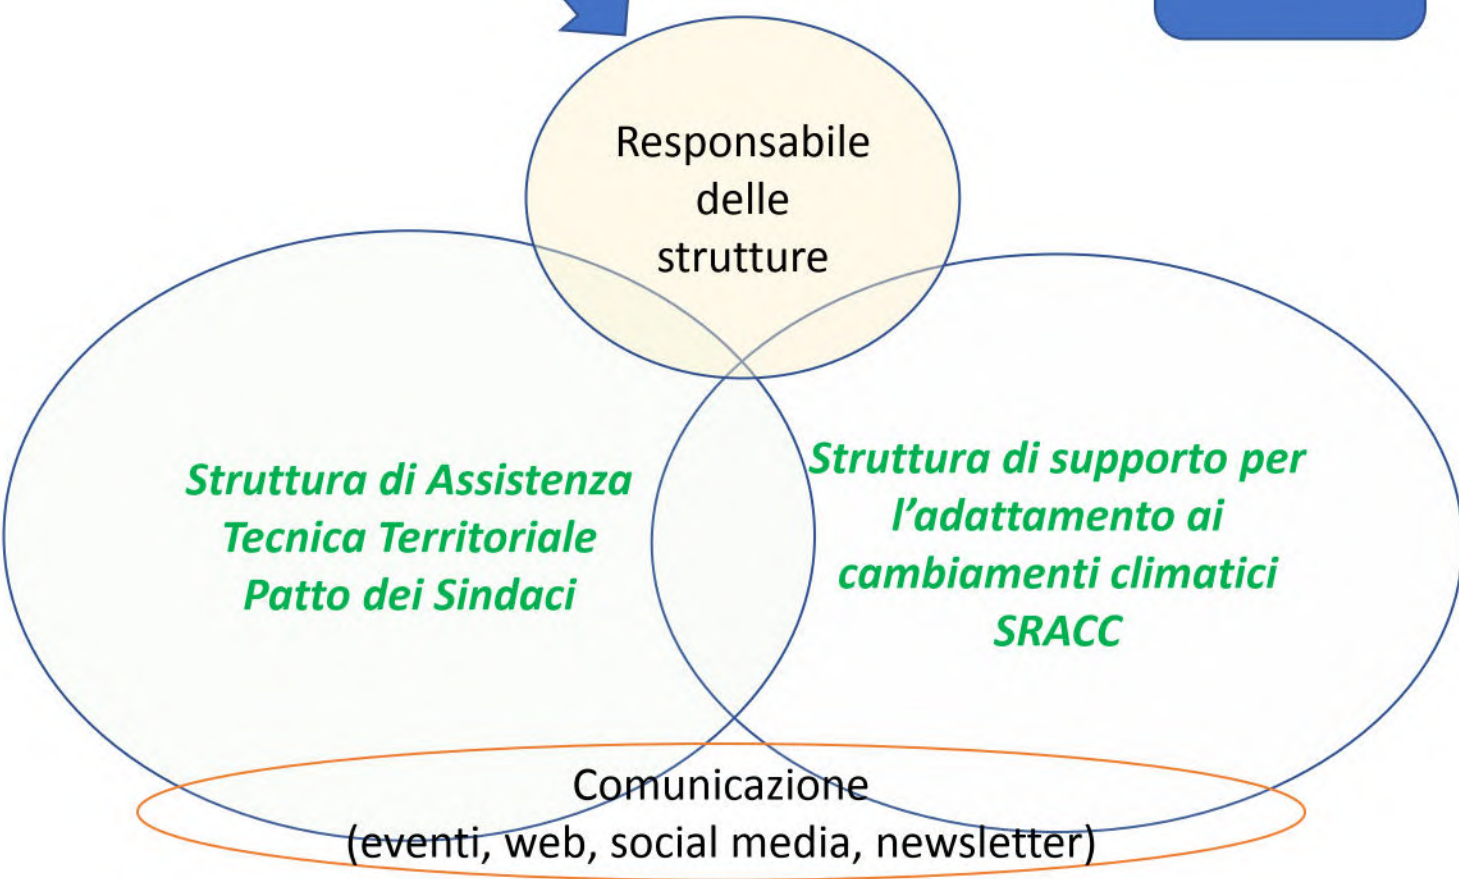 Responsabile
delle
strutture
Struttura di Assistenza
Tecnica Territoriale
Patto dei Sindaci
Struttura di supporto per
l’adattamento ai
cambiamenti climatici
SRACC
Comunicazione
(eventi, web, social media, newsletter)